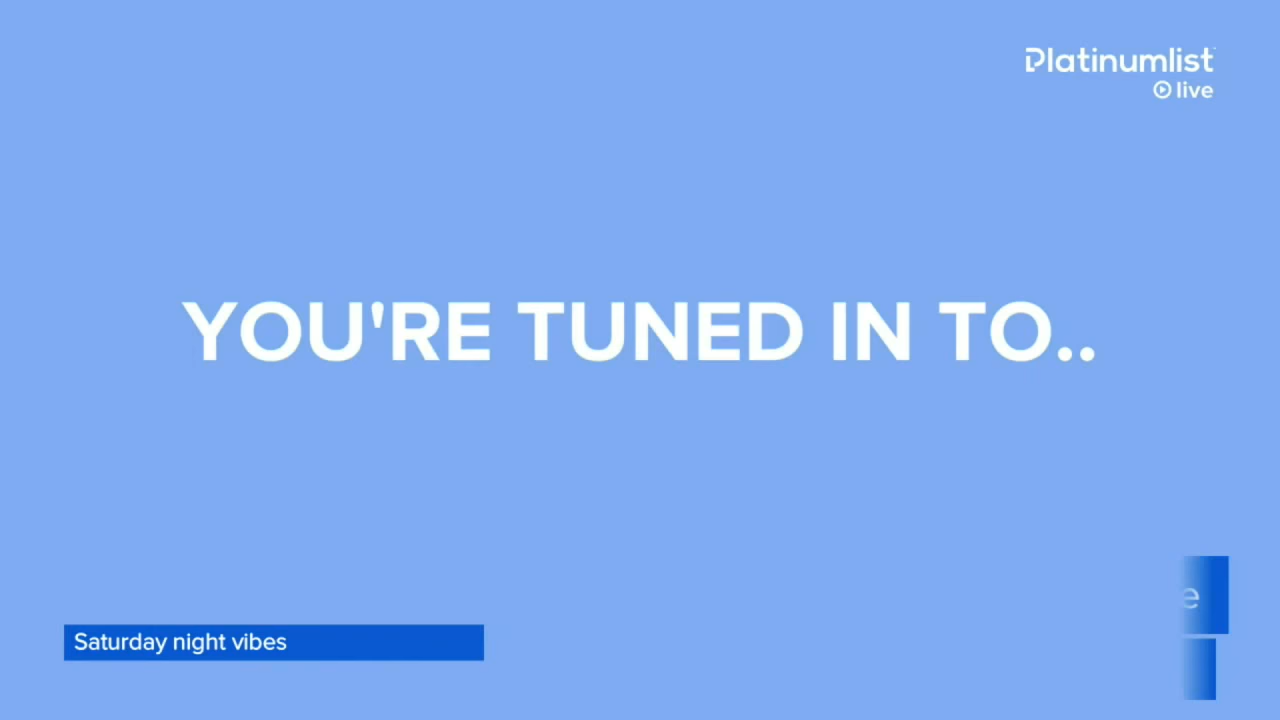 Platinumlist
live
YOU'RE TUNED IN TO..
Saturday night vibes
e